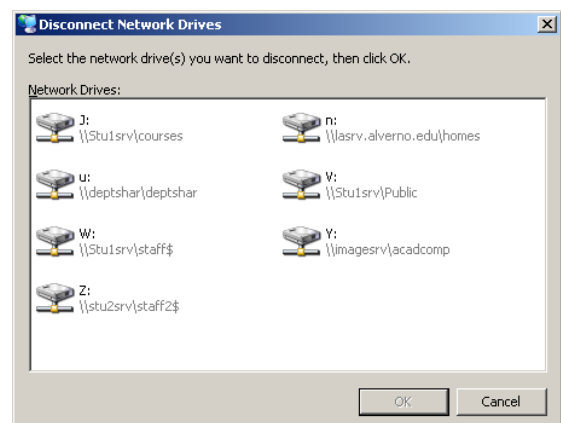 Disconnect Network Drives
Select the network drive(s) you want to disconnect, then click OK.
Network Drives:
J:
\\Stu1srv\courses
n:
\\lasrv.alverno.edu\homes
u:
\\deptshar\deptshar
V:
\\Stu1srv\Public
W:
\\Stu1srv\staff$
Y:
\\imagesrv\acadcomp
Z:
\\stu2srv\staff2$
OK
Cancel